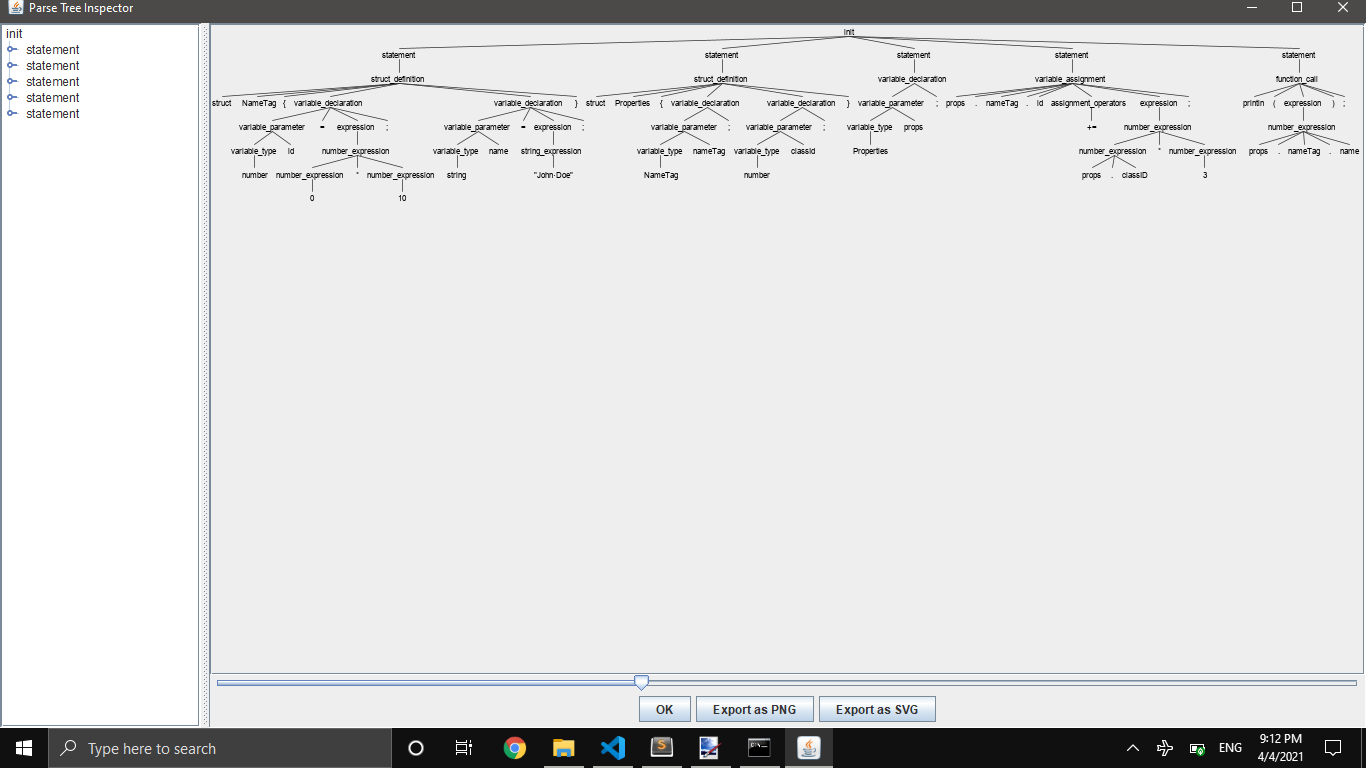 Parse Tree Inspector
init
statement
statement
statement
statement
statement
init
statement statement statement statement statement
struct_definition struct_definition variable_declaration variable_assignment function_call
struct NameTag { variable_declaration variable_declaration } struct Properties { variable_declaration variable_declaration } variable_parameter ; props . nameTag . id assignment_operators expression ; println ( expression ) ;
variable_parameter = expression ; variable_parameter = expression ; variable_parameter ; variable_parameter ; variable_type props += number_expression number_expression
variable_type id number_expression variable_type name string_expression variable_type nameTag variable_type classId Properties number_expression * number_expression props . nameTag . name
number number_expression * number_expression string "John·Doe" NameTag number props . classID 3
0 10
OK Export as PNG Export as SVG
Type here to search
ENG
9:12 PM
4/4/2021